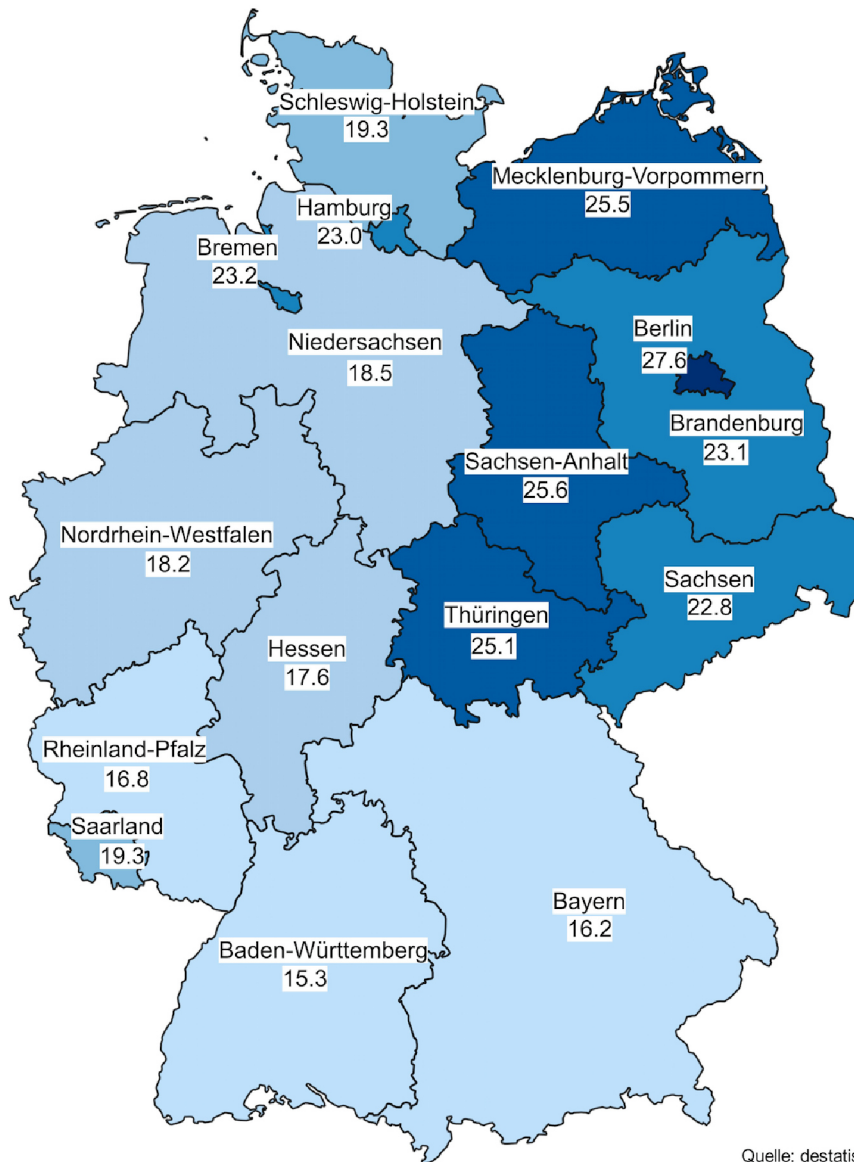 Schleswig-Holstein
19.3
Mecklenburg-Vorpommern
25.5
Hamburg
23.0
Bremen
23.2
Niedersachsen
18.5
Berlin
27.6
Brandenburg
23.1
Sachsen-Anhalt
25.6
Nordrhein-Westfalen
18.2
Sachsen
22.8
Thüringen
25.1
Hessen
17.6
Rheinland-Pfalz
16.8
Saarland
19.3
Bayern
16.2
Baden-Württemberg
15.3
Quelle: destatis